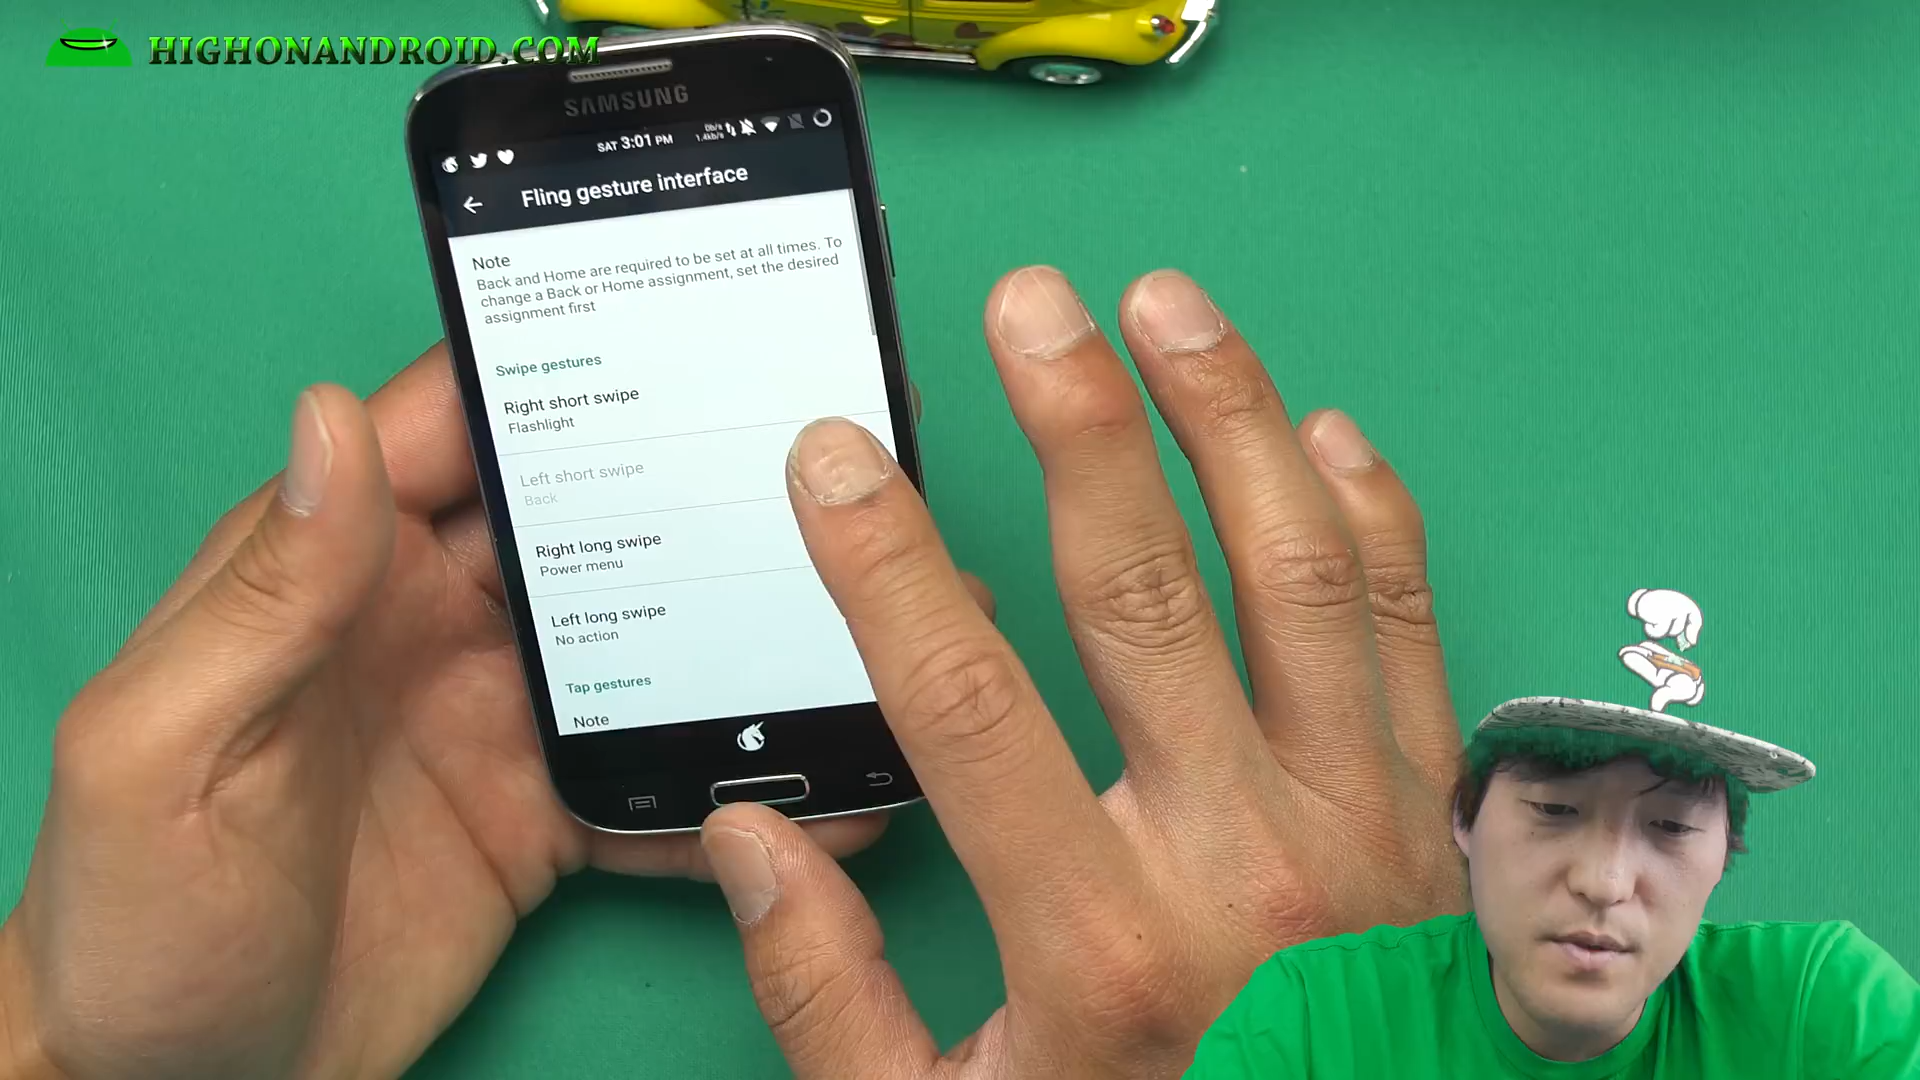 HIGHONANDROID.COM
SAMSUNG
SAT 3:01 PM
Fling gesture interface
Note
Back and Home are required to be set at all times. To
change a Back or Home assignment, set the desired
assignment first
Swipe gestures
Right short swipe
Flashlight
Left short swipe
Back
Right long swipe
Power menu
Left long swipe
No action
Tap gestures
Note